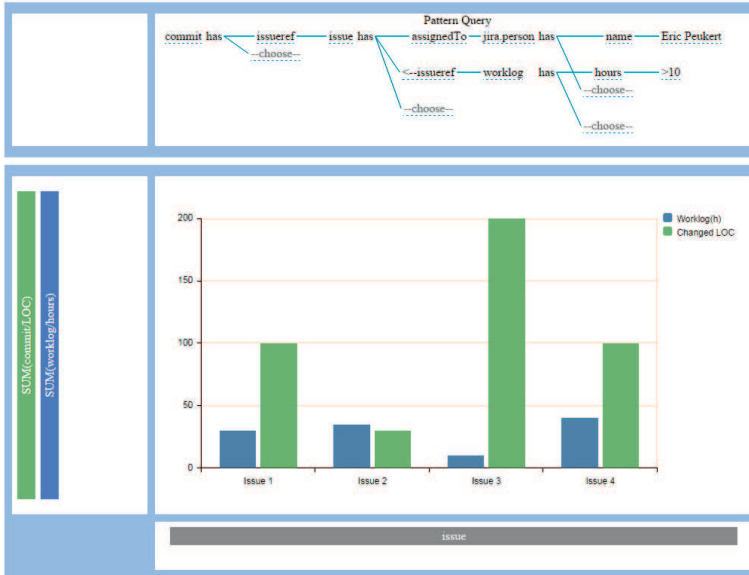 Pattern Query
commit has issueref issue has assignedTo jira.person has name Eric Peukert
--choose--
<--issueref worklog has hours >10
--choose--
--choose--
--choose--
SUM(commit/LOC)
SUM(worklog/hours)
200
150
100
50
0
Issue 1 Issue 2 Issue 3 Issue 4
Worklog(h)
Changed LOC
issue